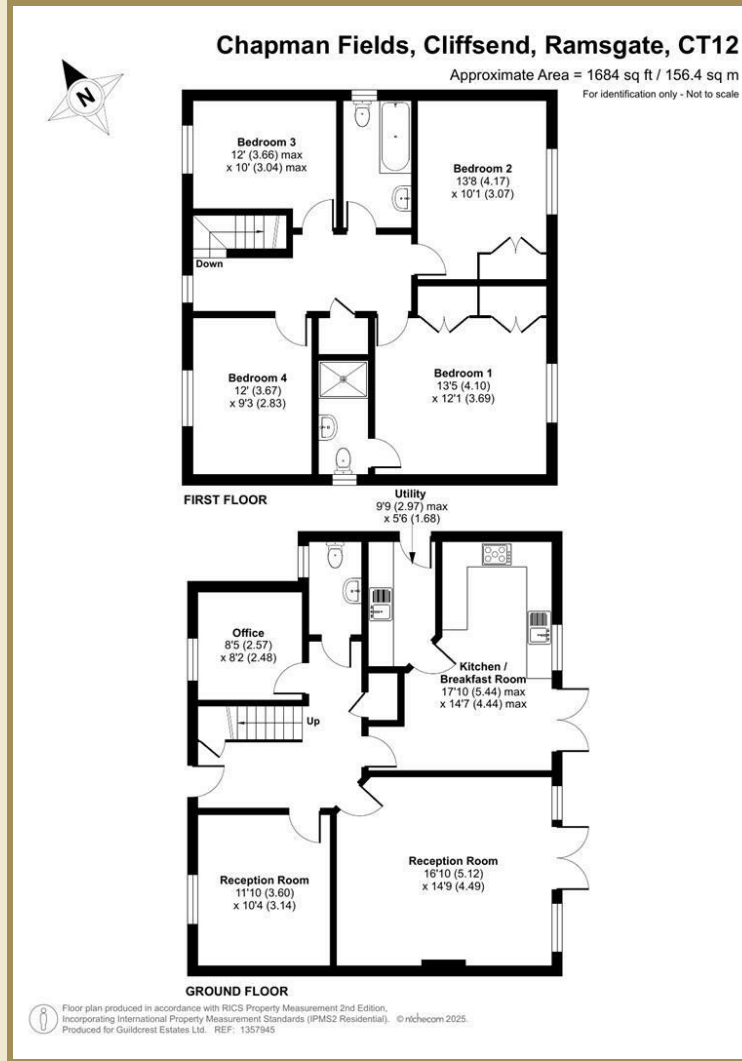 Chapman Fields, Cliffsend, Ramsgate, CT12
Approximate Area = 1684 sq ft / 156.4 sq m
For identification only - Not to scale
N
Bedroom 3
12' (3.66) max
x 10' (3.04) max
Bedroom 2
13'8 (4.17)
x 10'1 (3.07)
Down
Bedroom 4
12' (3.67)
x 9'3 (2.83)
Bedroom 1
13'5 (4.10)
x 12'1 (3.69)
FIRST FLOOR
Utility
9'9 (2.97) max
x 5'6 (1.68)
Office
8'5 (2.57)
x 8'2 (2.48)
Kitchen /
Breakfast Room
17'10 (5.44) max
x 14'7 (4.44) max
Up
Reception Room
11'10 (3.60)
x 10'4 (3.14)
Reception Room
16'10 (5.12)
x 14'9 (4.49)
GROUND FLOOR
Floor plan produced in accordance with RICS Property Measurement 2nd Edition,
Incorporating International Property Measurement Standards (IPMS2 Residential). © nichecom 2025.
Produced for Guildcrest Estates Ltd. REF: 1357945